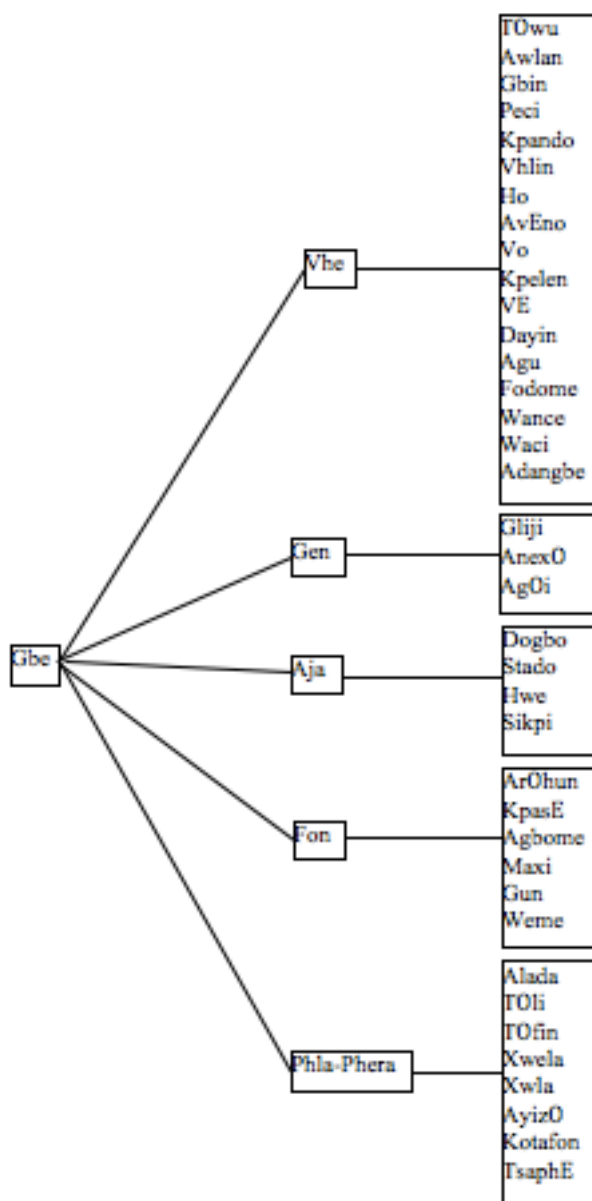 Gbe
Vhe
TOwu
Awlan
Gbin
Peci
Kpando
Vhlin
Ho
AvEno
Vo
Kpelen
VE
Dayin
Agu
Fodome
Wance
Waci
Adangbe
Gen
Gliji
AnexO
AgOi
Aja
Dogbo
Stado
Hwe
Sikpi
Fon
ArOhun
KpasE
Agbome
Maxi
Gun
Weme
Phla-Phera
Alada
TOli
TOfin
Xwela
Xwla
AyizO
Kotafon
TsaphE